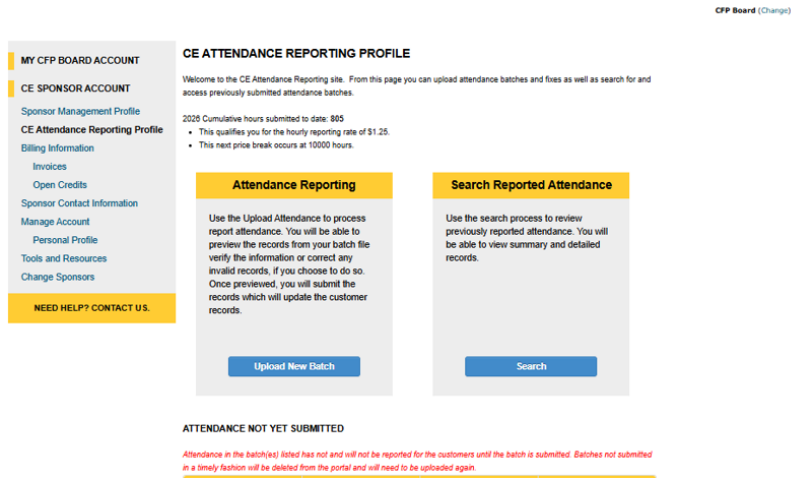 CFP Board (Change)
MY CFP BOARD ACCOUNT
CE SPONSOR ACCOUNT
Sponsor Management Profile
CE Attendance Reporting Profile
Billing Information
Invoices
Open Credits
Sponsor Contact Information
Manage Account
Personal Profile
Tools and Resources
Change Sponsors
NEED HELP? CONTACT US.
CE ATTENDANCE REPORTING PROFILE
Welcome to the CE Attendance Reporting site. From this page you can upload attendance batches and fixes as well as search for and
access previously submitted attendance batches.
2026 Cumulative hours submitted to date: 805
This qualifies you for the hourly reporting rate of $1.25.
This next price break occurs at 10000 hours.
Attendance Reporting
Use the Upload Attendance to process
report attendance. You will be able to
preview the records from your batch file
verify the information or correct any
invalid records, if you choose to do so.
Once previewed, you will submit the
records which will update the customer
records.
Upload New Batch
Search Reported Attendance
Use the search process to review
previously reported attendance. You will
be able to view summary and detailed
records.
Search
ATTENDANCE NOT YET SUBMITTED
Attendance in the batch(es) listed has not and will not be reported for the customers until the batch is submitted. Batches not submitted
in a timely fashion will be deleted from the portal and will need to be uploaded again.